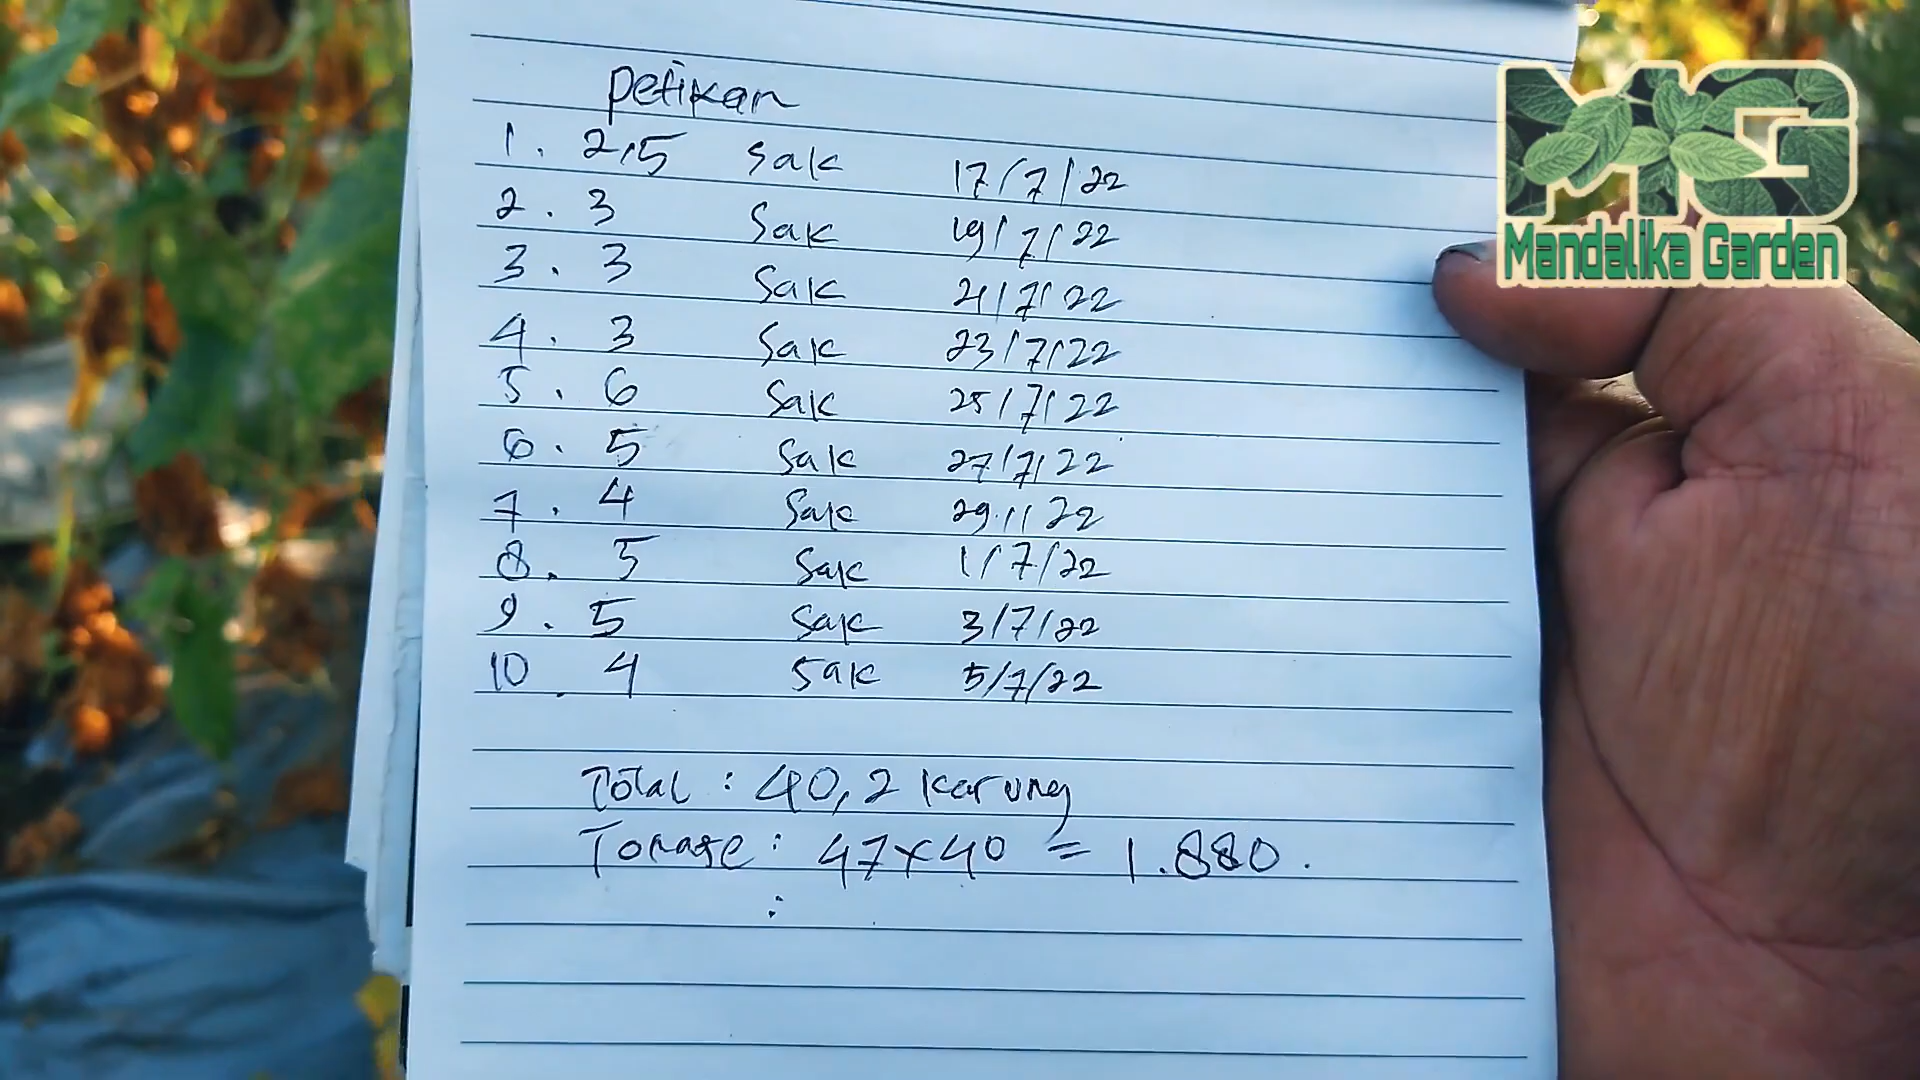 Petikan
1. 2,5 sak 17/7/22
2. 3 Sak 19/7/22
3. 3 Sak 21/7/22
4. 3 Sak 23/7/22
5. 6 Sak 25/7/22
6. 5 Sak 27/7/22
7. 4 Sak 29/1/22
8. 5 Sak 1/7/22
9. 5 Sak 3/7/22
10. 4 Sak 5/7/22
Total : 40,2 Karung
Tonase : 47x40 = 1.880.
:
MG
Mandalika Garden